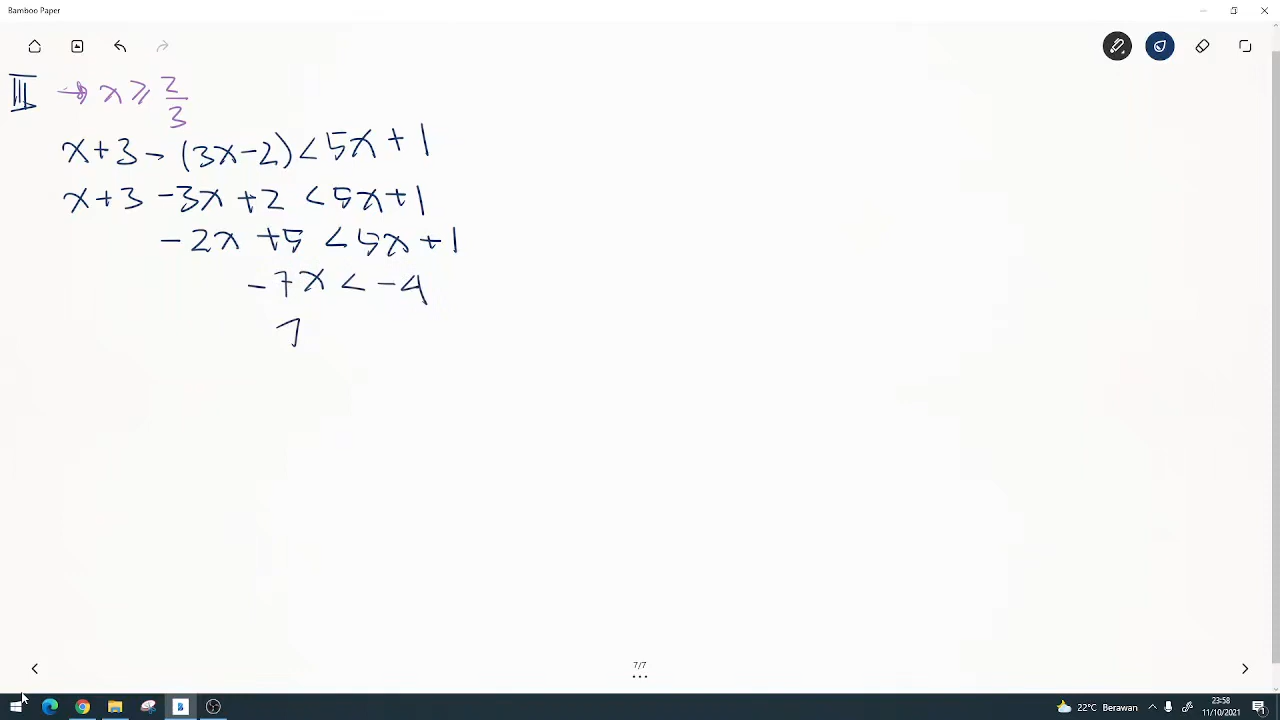 Bamboo Paper
III → x ≥ 2/3
x + 3 - (3x - 2) < 5x + 1
x + 3 - 3x + 2 < 5x + 1
- 2x + 5 < 5x + 1
- 7x < - 4
7
7/7
22°C Berawan
23:58
11/10/2021